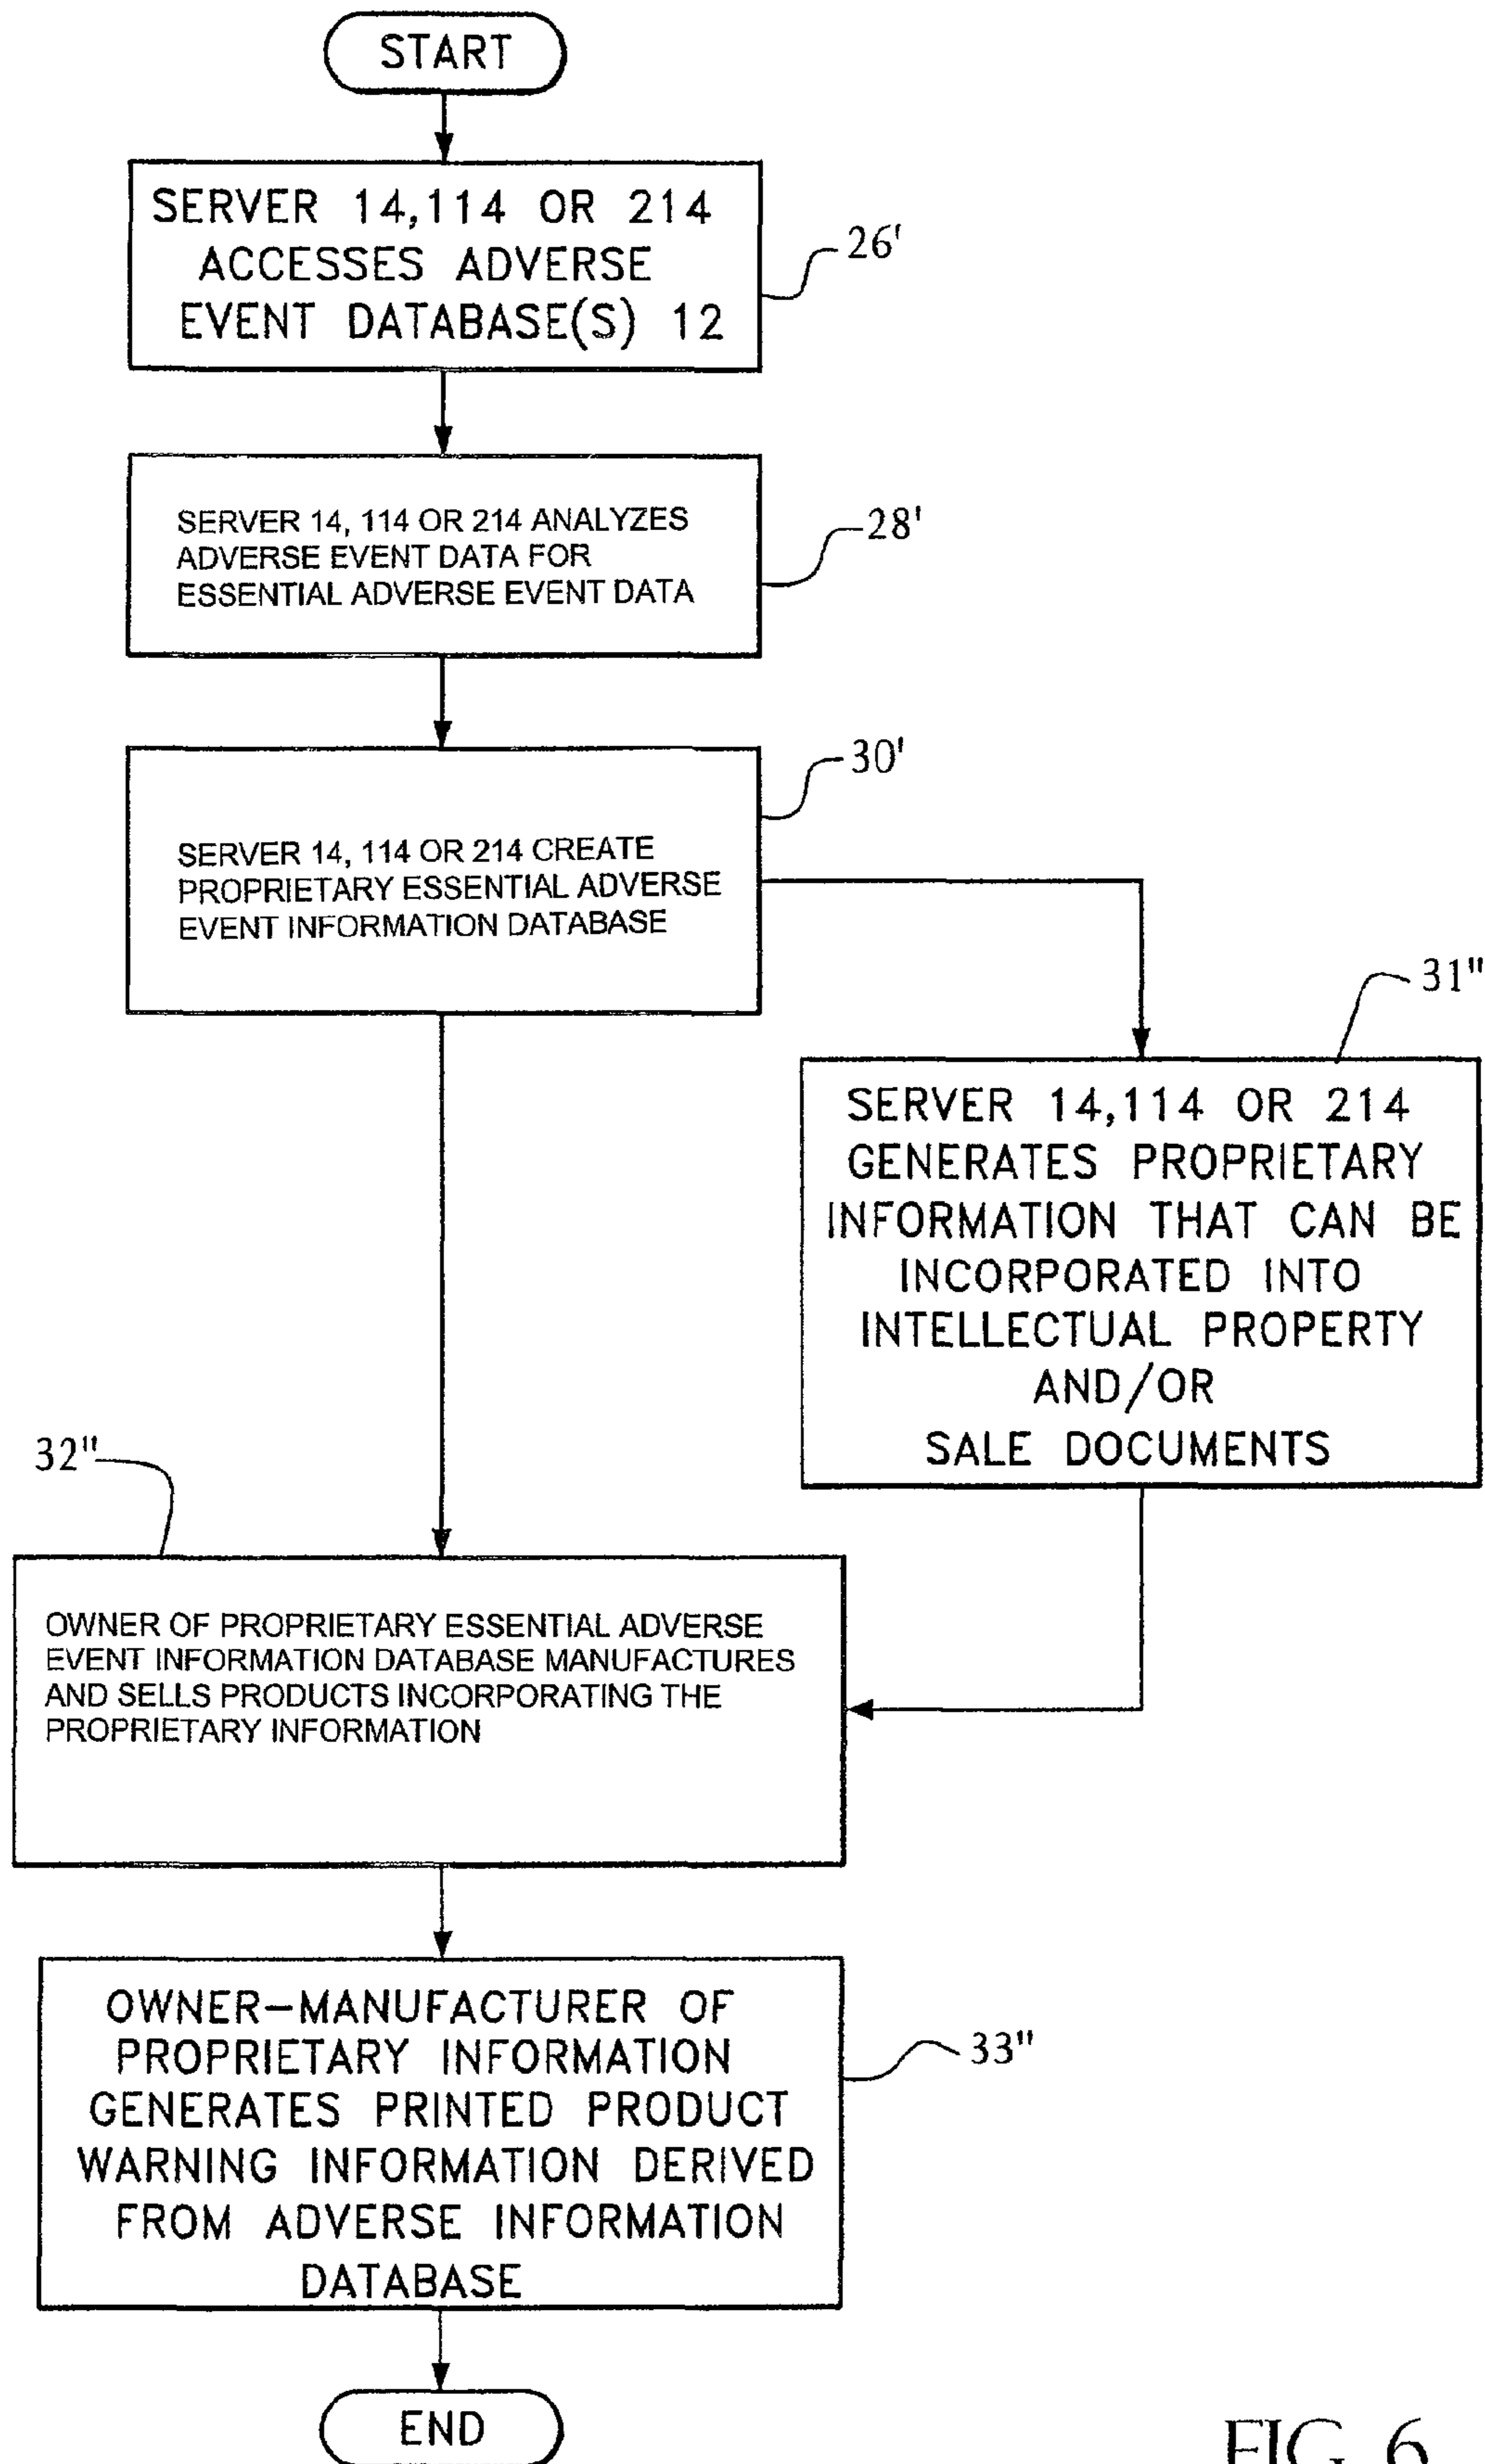 START
SERVER 14,114 OR 214
ACCESSES ADVERSE
EVENT DATABASE(S) 12
26'
SERVER 14, 114 OR 214 ANALYZES
ADVERSE EVENT DATA FOR
ESSENTIAL ADVERSE EVENT DATA
28'
30'
SERVER 14, 114 OR 214 CREATE
PROPRIETARY ESSENTIAL ADVERSE
EVENT INFORMATION DATABASE
31"
SERVER 14,114 OR 214
GENERATES PROPRIETARY
INFORMATION THAT CAN BE
INCORPORATED INTO
INTELLECTUAL PROPERTY
AND/OR
SALE DOCUMENTS
32"
OWNER OF PROPRIETARY ESSENTIAL ADVERSE
EVENT INFORMATION DATABASE MANUFACTURES
AND SELLS PRODUCTS INCORPORATING THE
PROPRIETARY INFORMATION
OWNER-MANUFACTURER OF
PROPRIETARY INFORMATION
GENERATES PRINTED PRODUCT
WARNING INFORMATION DERIVED
FROM ADVERSE INFORMATION
DATABASE
33"
END
FIG. 6